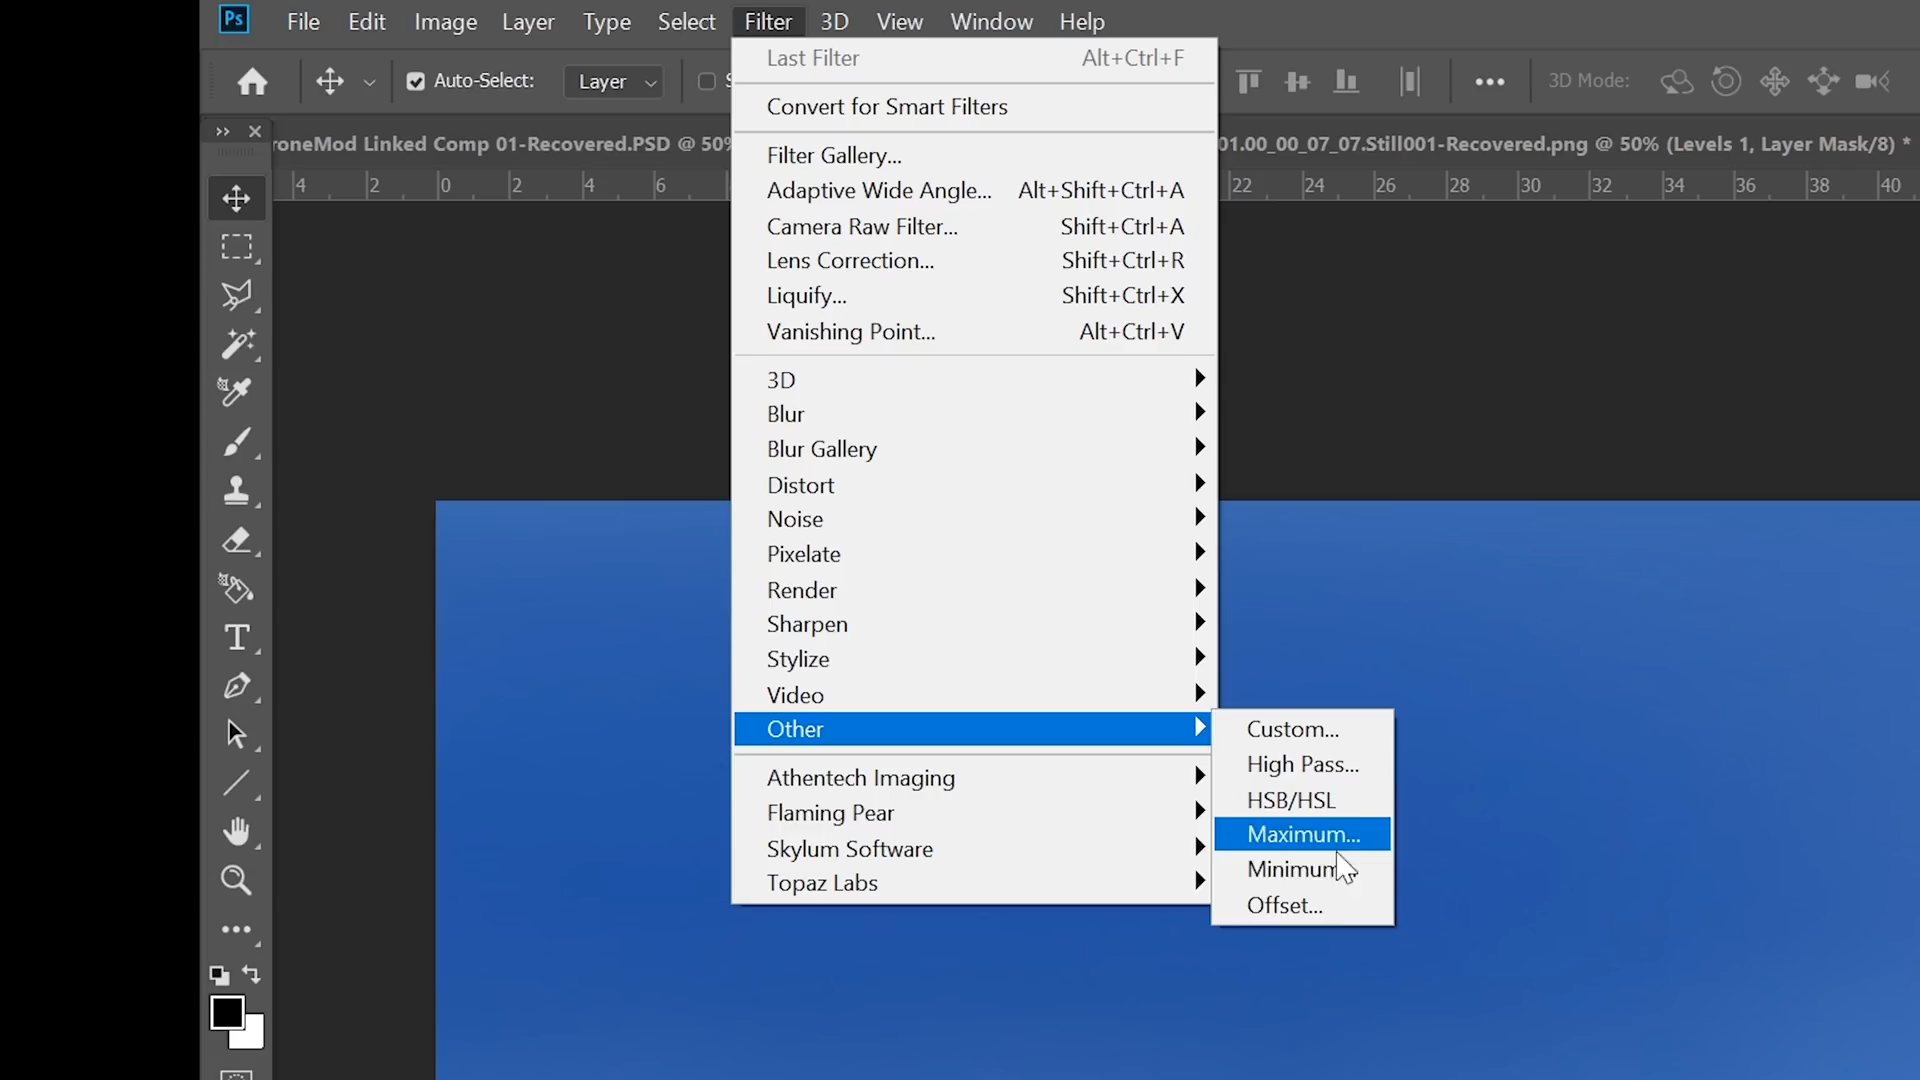 Ps File Edit Image Layer Type Select Filter 3D View Window Help
Auto-Select: Layer 3D Mode:
roneMod Linked Comp 01-Recovered.PSD @ 50% 01.00_00_07_07.Still001-Recovered.png @ 50% (Levels 1, Layer Mask/8) *
4 2 0 2 4 6 22 24 26 28 30 32 34 36 38 40
Last Filter Alt+Ctrl+F
Convert for Smart Filters
Filter Gallery...
Adaptive Wide Angle... Alt+Shift+Ctrl+A
Camera Raw Filter... Shift+Ctrl+A
Lens Correction... Shift+Ctrl+R
Liquify... Shift+Ctrl+X
Vanishing Point... Alt+Ctrl+V
3D
Blur
Blur Gallery
Distort
Noise
Pixelate
Render
Sharpen
Stylize
Video
Other
Athentech Imaging
Flaming Pear
Skylum Software
Topaz Labs
Custom...
High Pass...
HSB/HSL
Maximum...
Minimum
Offset...